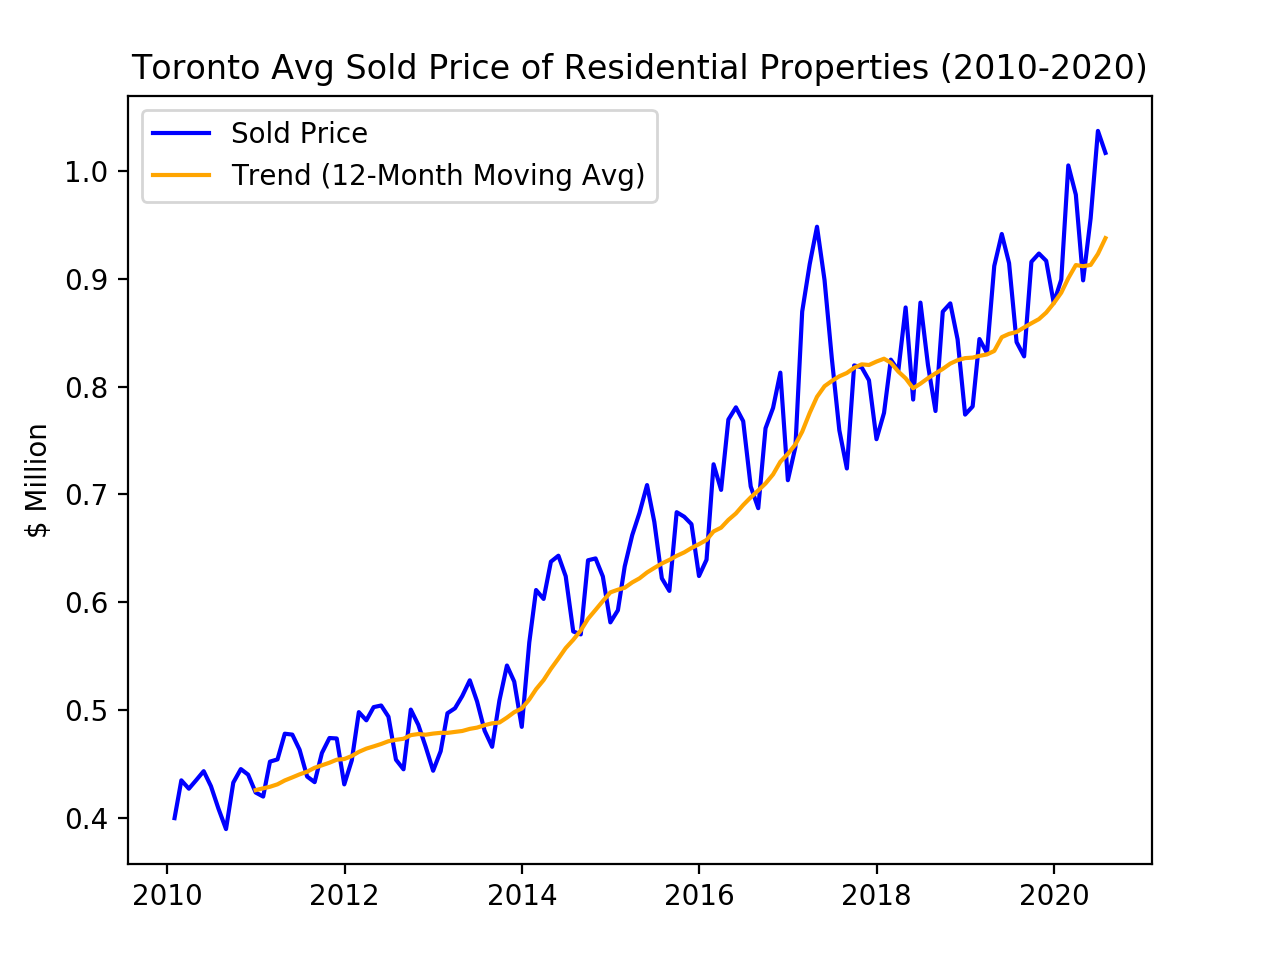 Toronto Avg Sold Price of Residential Properties (2010-2020)
Sold Price
Trend (12-Month Moving Avg)
1.0
0.9
0.8
0.7
0.6
0.5
0.4
$ Million
2010 2012 2014 2016 2018 2020